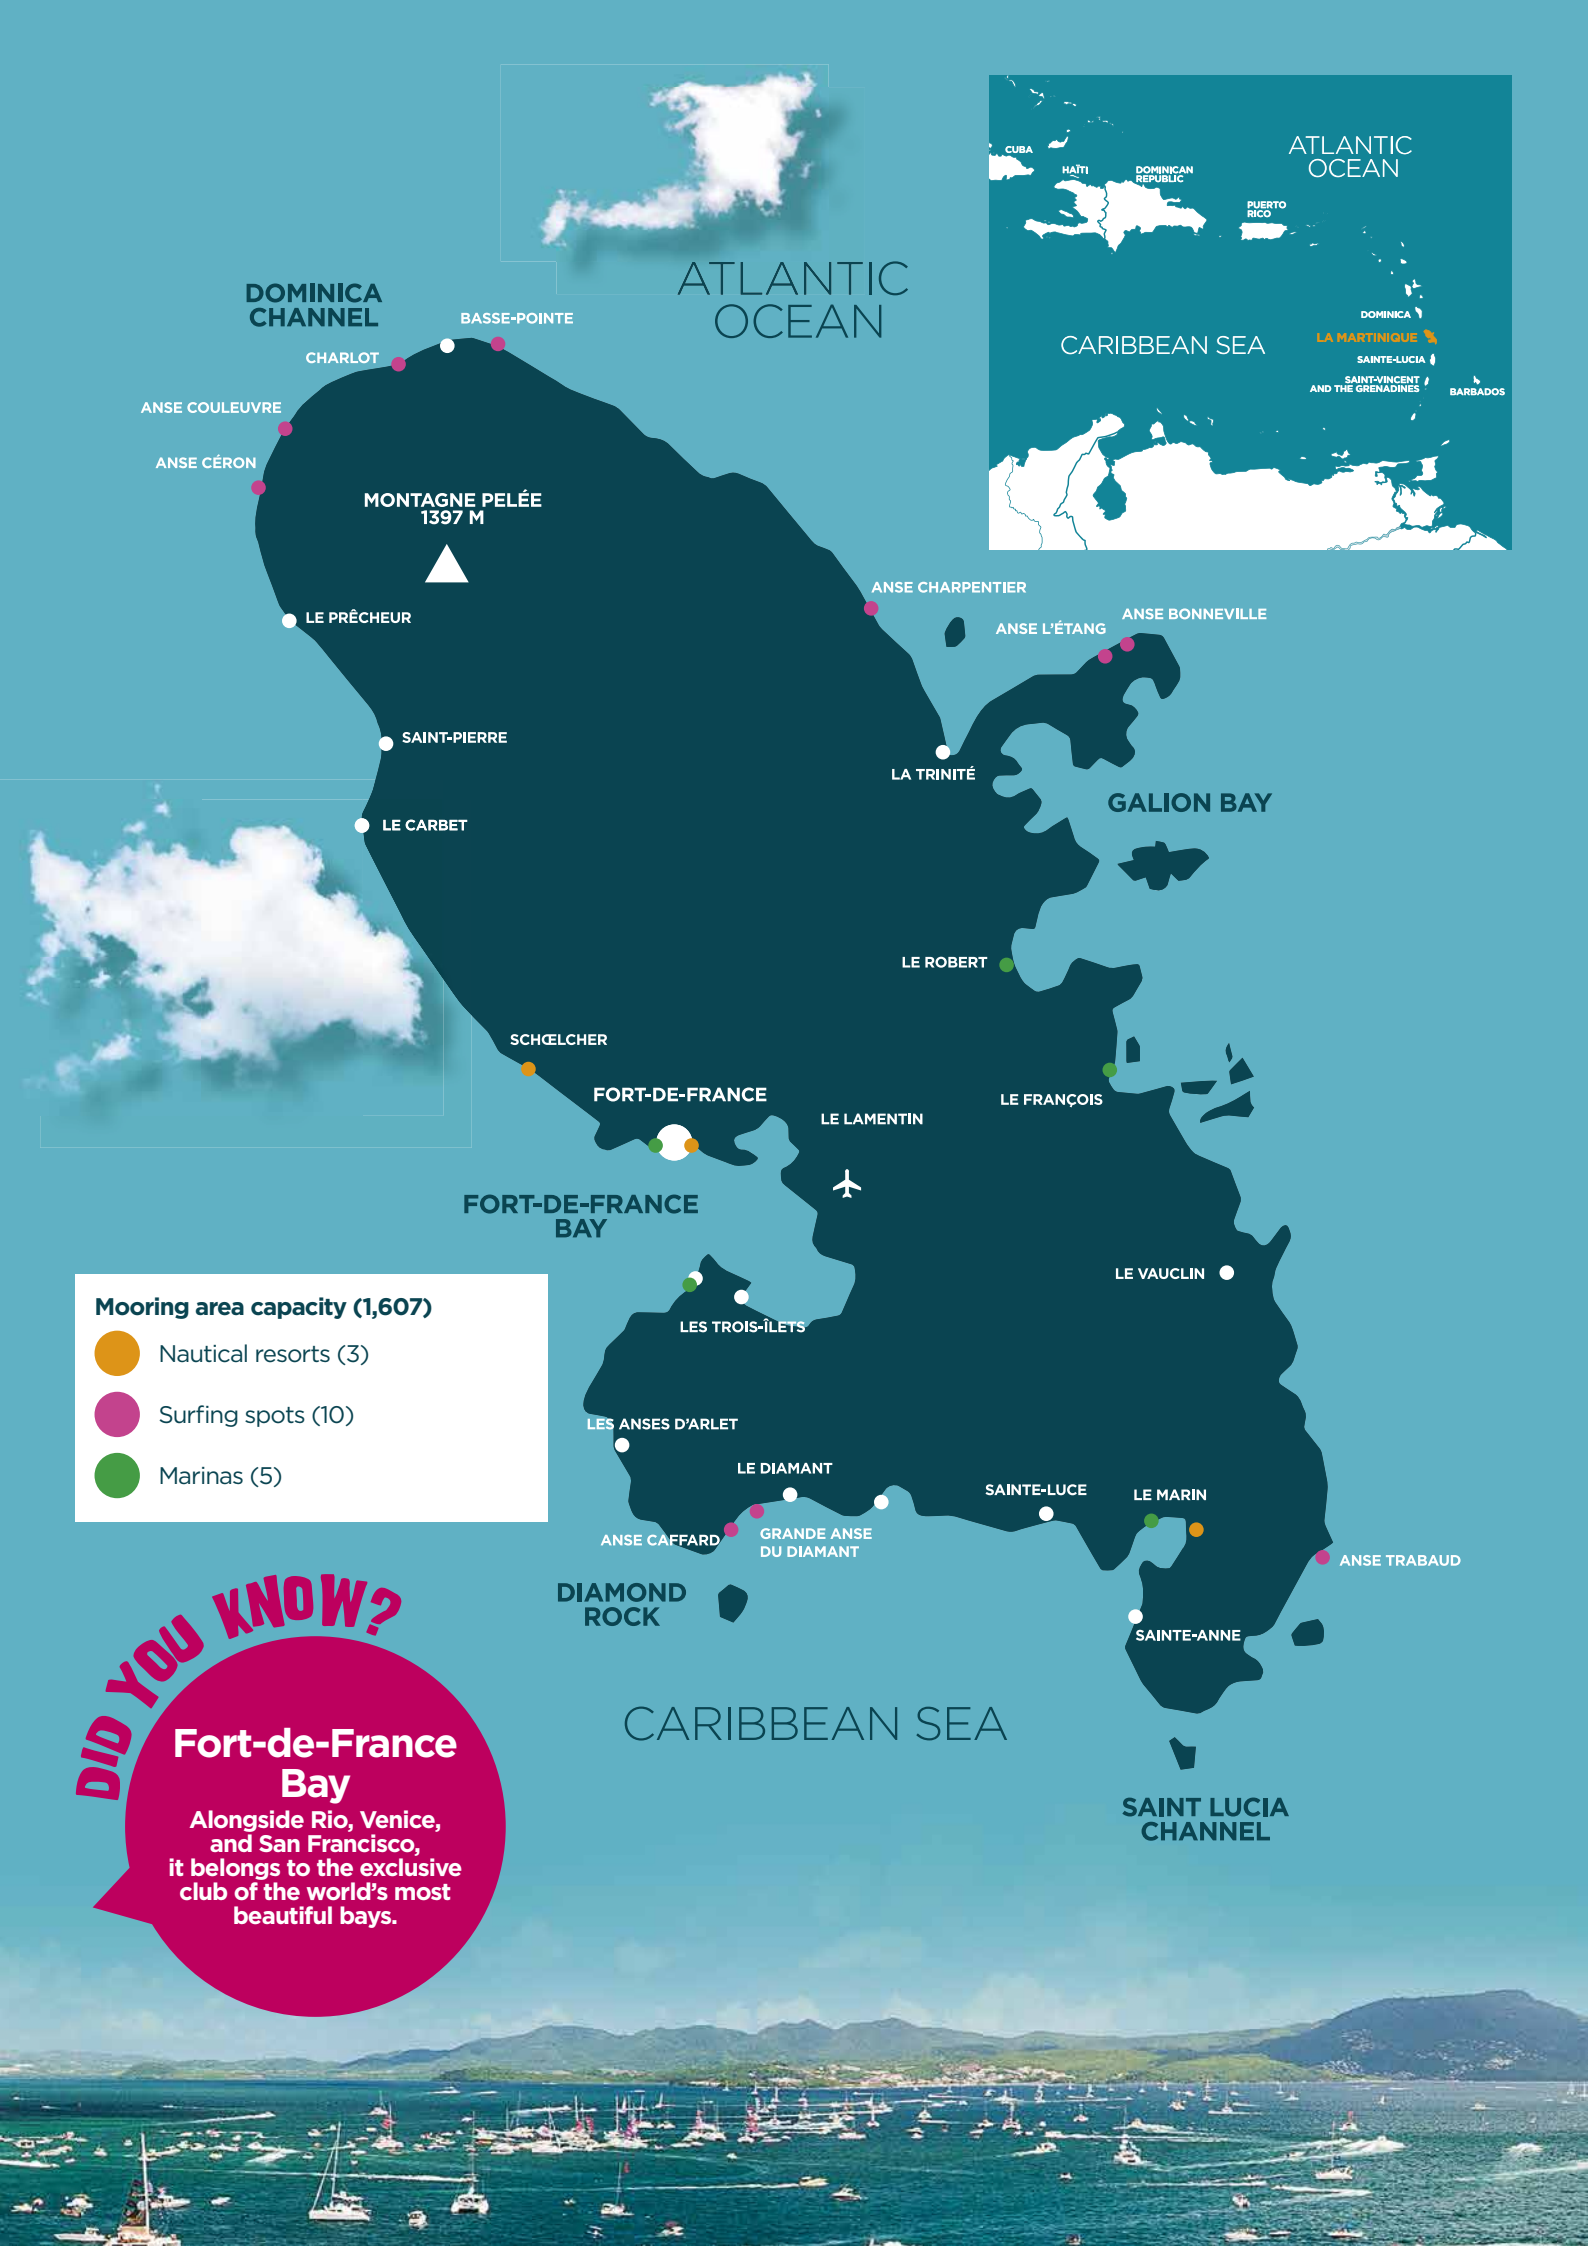 CUBA
HAÏTI
DOMINICAN
REPUBLIC
PUERTO
RICO
ATLANTIC
OCEAN
DOMINICA
LA MARTINIQUE
CARIBBEAN SEA
SAINTE-LUCIA
SAINT-VINCENT
AND THE GRENADINES
BARBADOS
ATLANTIC
OCEAN
DOMINICA
CHANNEL
BASSE-POINTE
CHARLOT
ANSE COULEUVRE
ANSE CÉRON
MONTAGNE PELÉE
1397 M
ANSE CHARPENTIER
ANSE BONNEVILLE
ANSE L'ÉTANG
LE PRÊCHEUR
SAINT-PIERRE
LA TRINITÉ
GALION BAY
LE CARBET
LE ROBERT
SCHŒLCHER
FORT-DE-FRANCE
LE FRANÇOIS
LE LAMENTIN
FORT-DE-FRANCE
BAY
LE VAUCLIN
LES TROIS-ÎLETS
Mooring area capacity (1,607)
Nautical resorts (3)
Surfing spots (10)
Marinas (5)
LES ANSES D'ARLET
LE DIAMANT
SAINTE-LUCE
LE MARIN
ANSE CAFFARD
GRANDE ANSE
DU DIAMANT
ANSE TRABAUD
DIAMOND
ROCK
SAINTE-ANNE
CARIBBEAN SEA
SAINT LUCIA
CHANNEL
DID YOU KNOW?
Fort-de-France
Bay
Alongside Rio, Venice,
and San Francisco,
it belongs to the exclusive
club of the world's most
beautiful bays.